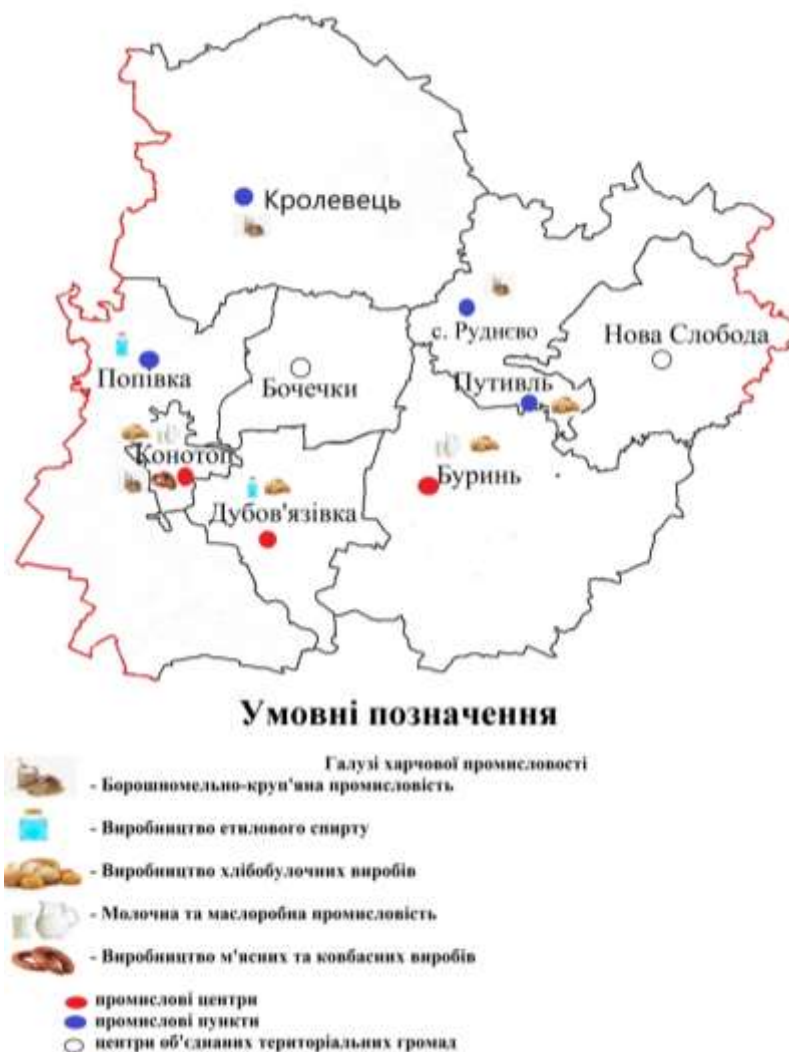 Кролевець
с. Руднєво
Нова Слобода
Попівка
Бочечки
Путивль
Конотоп
Буринь
Дубов'язівка
Умовні позначення
Галузі харчової промисловості
- Борошномельно-круп'яна промисловість
- Виробництво етилового спирту
- Виробництво хлібобулочних виробів
- Молочна та маслоробна промисловість
- Виробництво м'ясних та ковбасних виробів
промислові центри
промислові пункти
центри об'єднаних територіальних громад